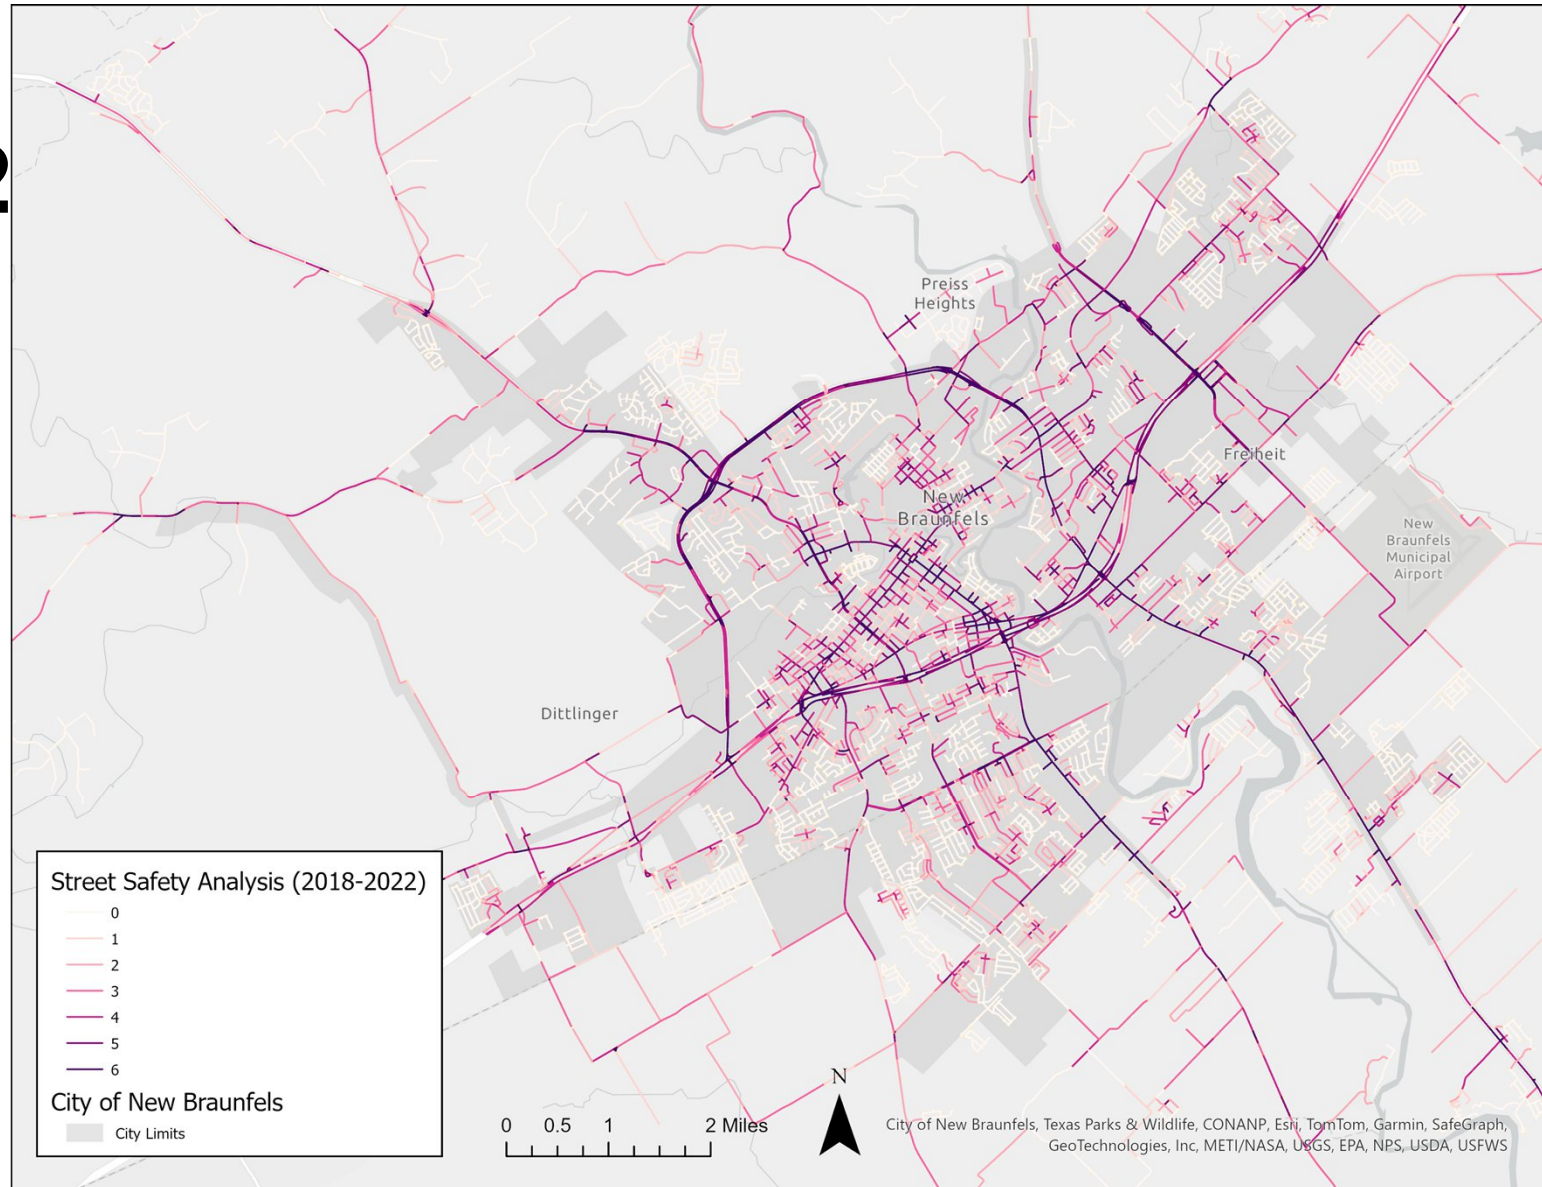 2
Preiss
Heights
Freiheit
New
Braunfels
New
Braunfels
Municipal
Airport
Dittlinger
Street Safety Analysis (2018-2022)
0
1
2
3
4
5
6
City of New Braunfels
City Limits
0 0.5 1 2 Miles
N
City of New Braunfels, Texas Parks & Wildlife, CONANP, Esri, TomTom, Garmin, SafeGraph,
GeoTechnologies, Inc, METI/NASA, USGS, EPA, NPS, USDA, USFWS